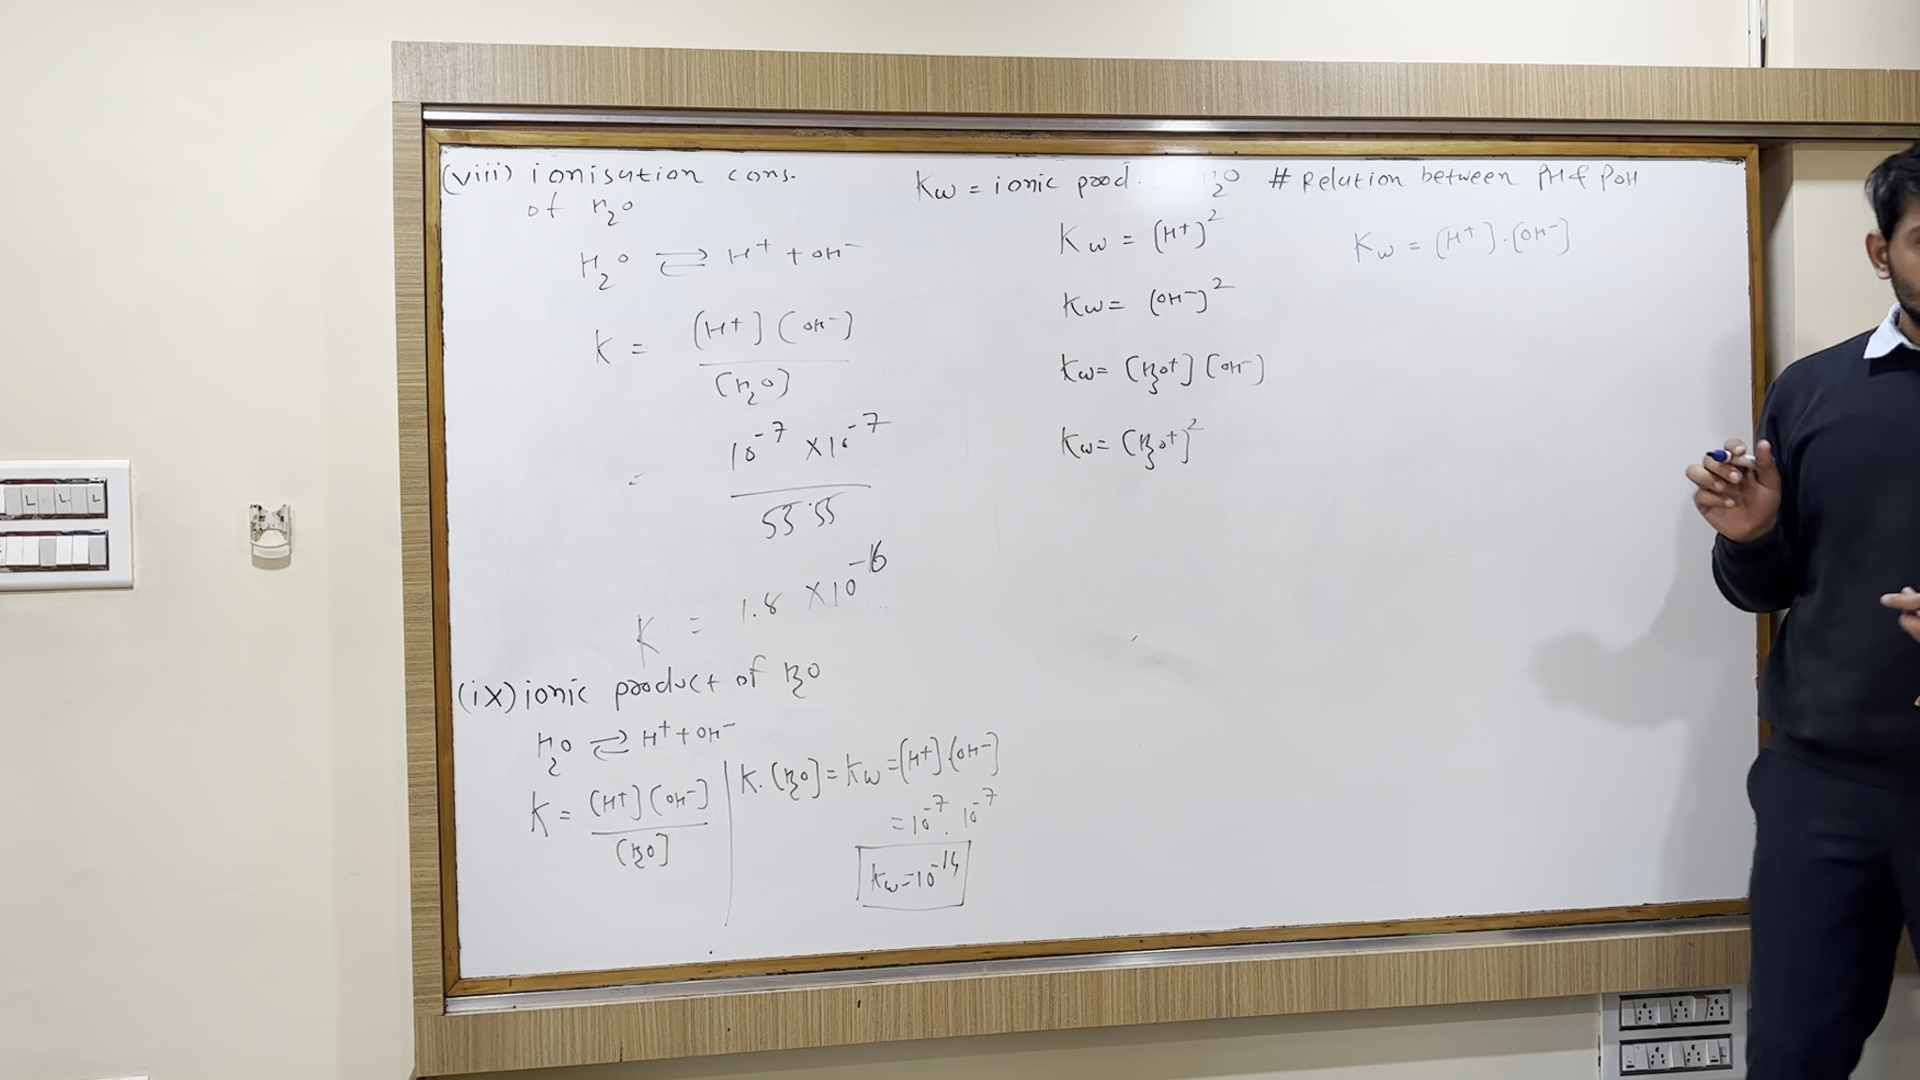 (viii) ionisution cons.
of H2O
H2O ⇌ H+ + OH-
K = (H+] (OH-)
(H2O)
= 10^-7 × 10^-7
55.55
K = 1.8 × 10^-16
(ix) ionic product of H2O
H2O ⇌ H+ + OH-
K = (H+] (OH-]
(H2O]
K. (H2O] = Kw = (H+] (OH-]
= 10^-7 . 10^-7
Kw = 10^-14
Kw = ionic prod. H2O
Kw = (H+)^2
Kw = (OH-)^2
Kw = (H3O+] (OH-)
Kw = (H3O+]^2
# Relution between PH & POH
Kw = (H+) . (OH-]